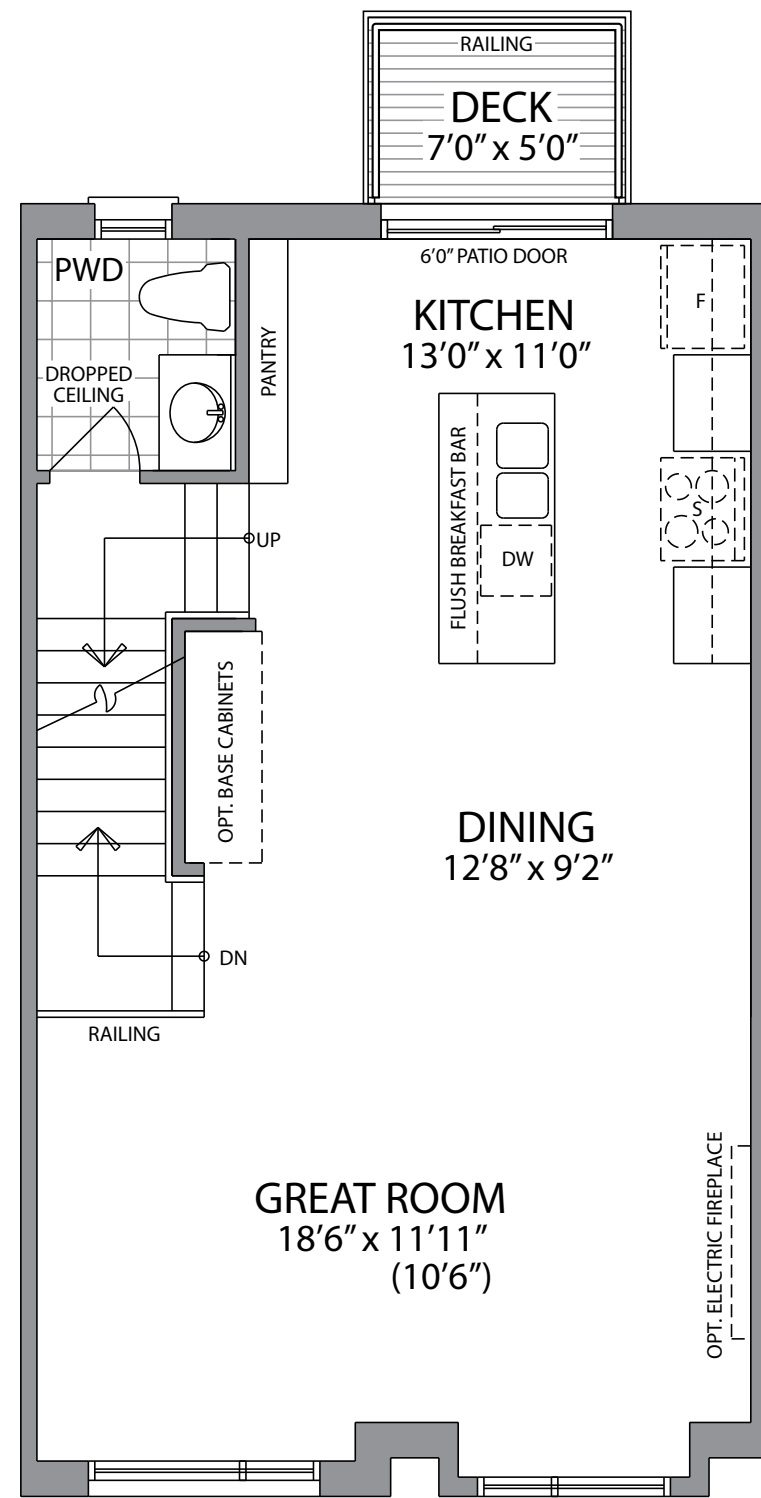 RAILING
DECK
7’0” x 5’0”
6’0” PATIO DOOR
PWD
KITCHEN
13’0” x 11’0”
F
PANTRY
DROPPED
CEILING
FLUSH BREAKFAST BAR
S
DW
UP
OPT. BASE CABINETS
DINING
12’8” x 9’2”
DN
RAILING
GREAT ROOM
18’6” x 11’11”
(10’6”)
OPT. ELECTRIC FIREPLACE